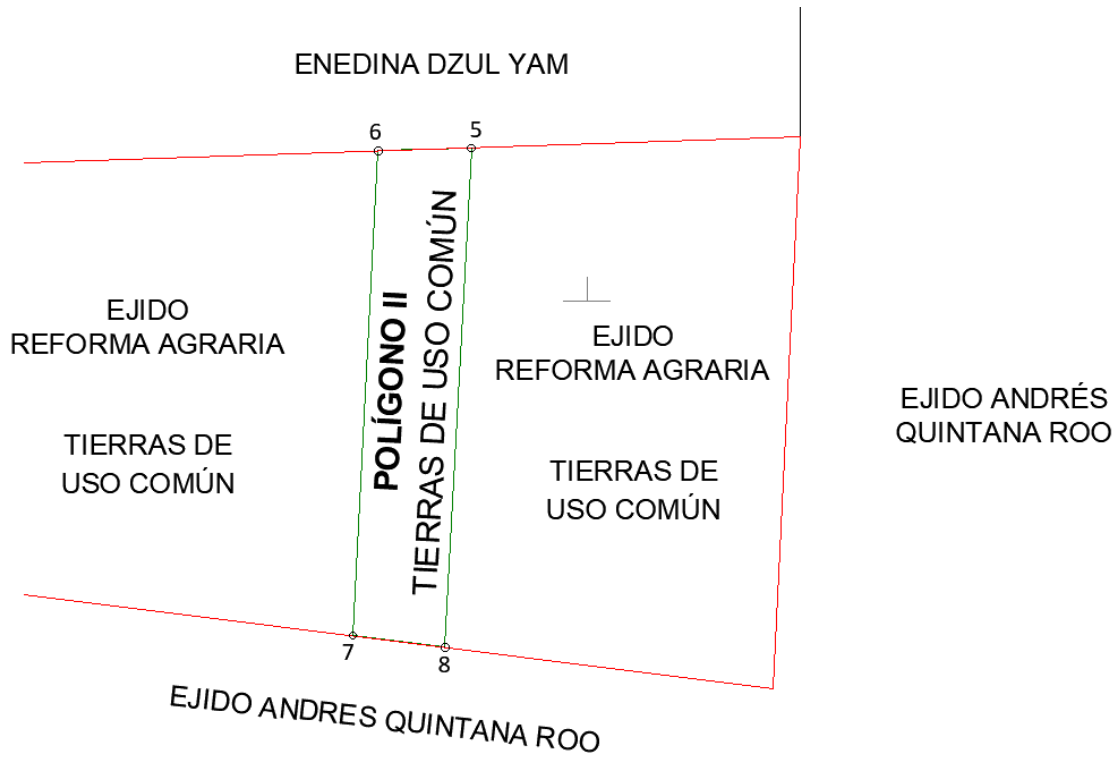 ENEDINA DZUL YAM
6
5
EJIDO
REFORMA AGRARIA
TIERRAS DE
USO COMÚN
POLÍGONO II
TIERRAS DE USO COMÚN
EJIDO
REFORMA AGRARIA
TIERRAS DE
USO COMÚN
EJIDO ANDRÉS
QUINTANA ROO
7
8
EJIDO ANDRES QUINTANA ROO